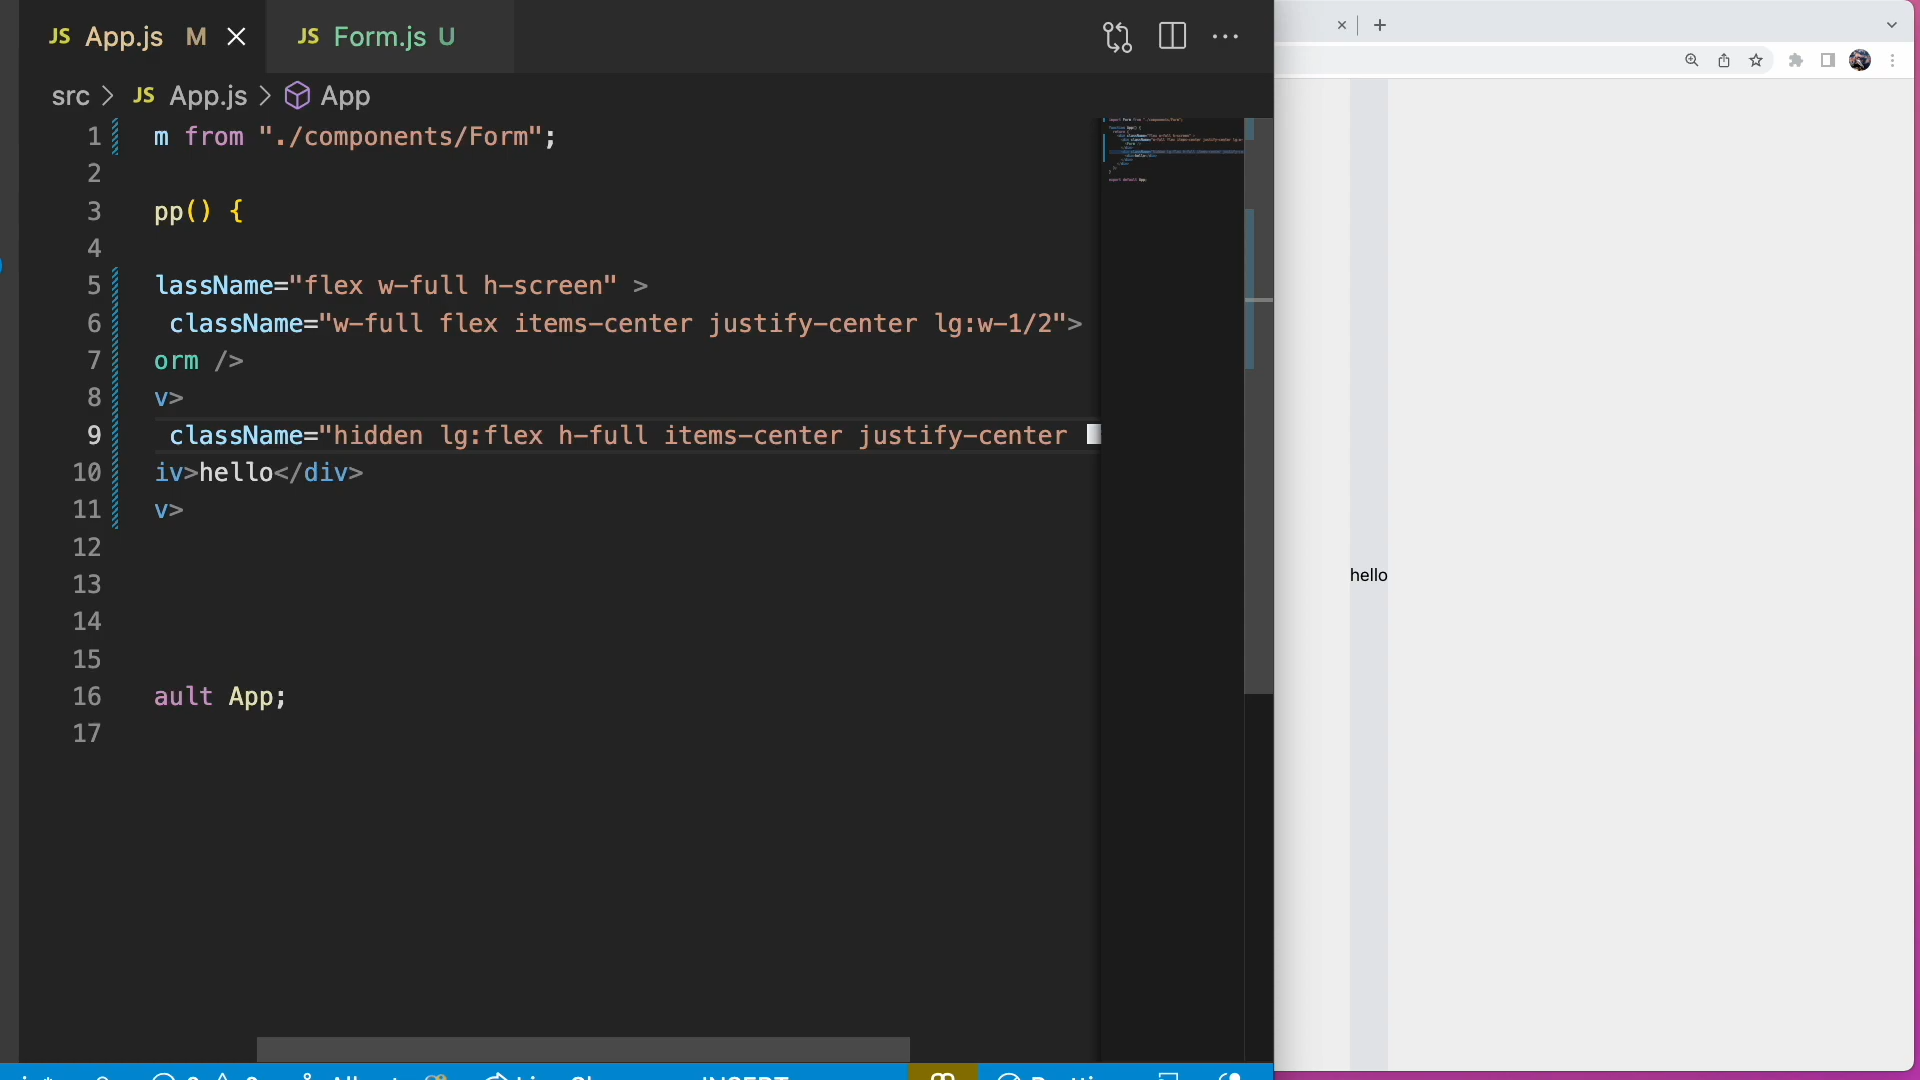 JS App.js M
JS Form.js U
src > JS App.js > App
1 m from "./components/Form";
2
3 pp() {
4
5 lassName="flex w-full h-screen" >
6 className="w-full flex items-center justify-center lg:w-1/2">
7 orm />
8 v>
9 className="hidden lg:flex h-full items-center justify-center
10 iv>hello</div>
11 v>
12
13
14
15
16 ault App;
17
hello